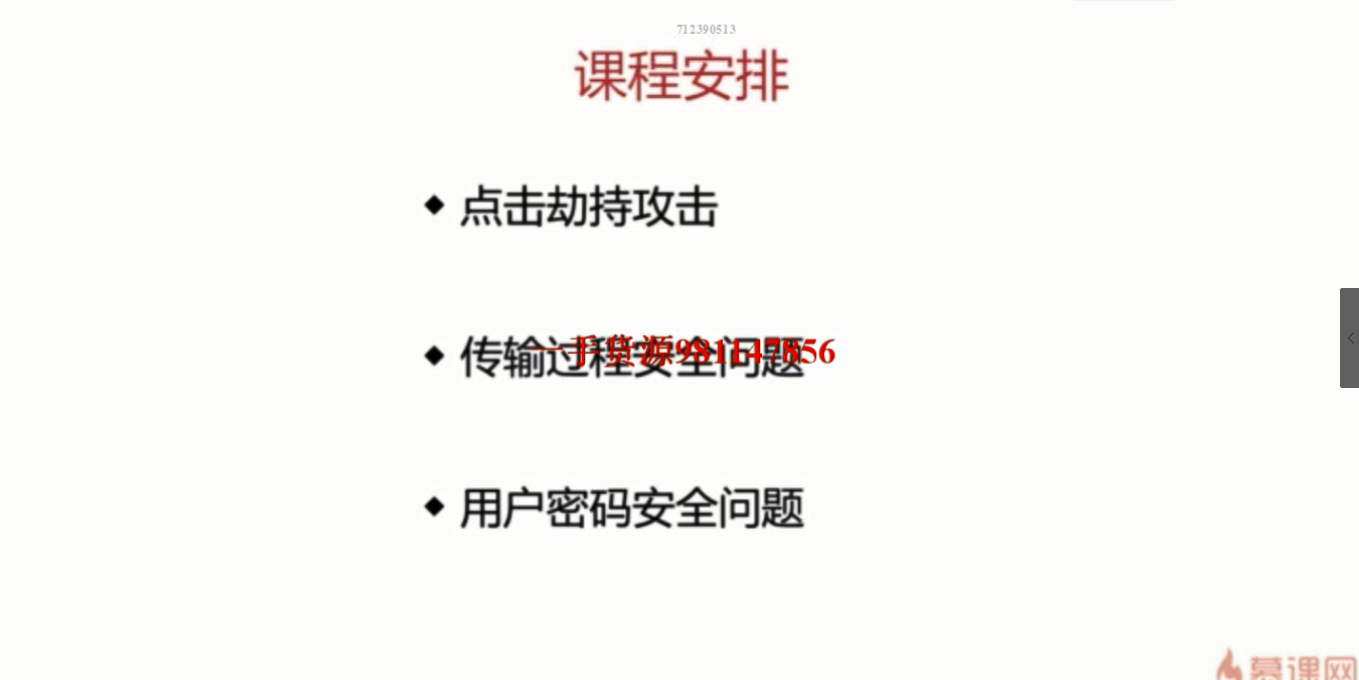 712390513
课程安排
◆ 点击劫持攻击
◆ 传输过程安全问题
一手货源981147856
◆ 用户密码安全问题
慕课网